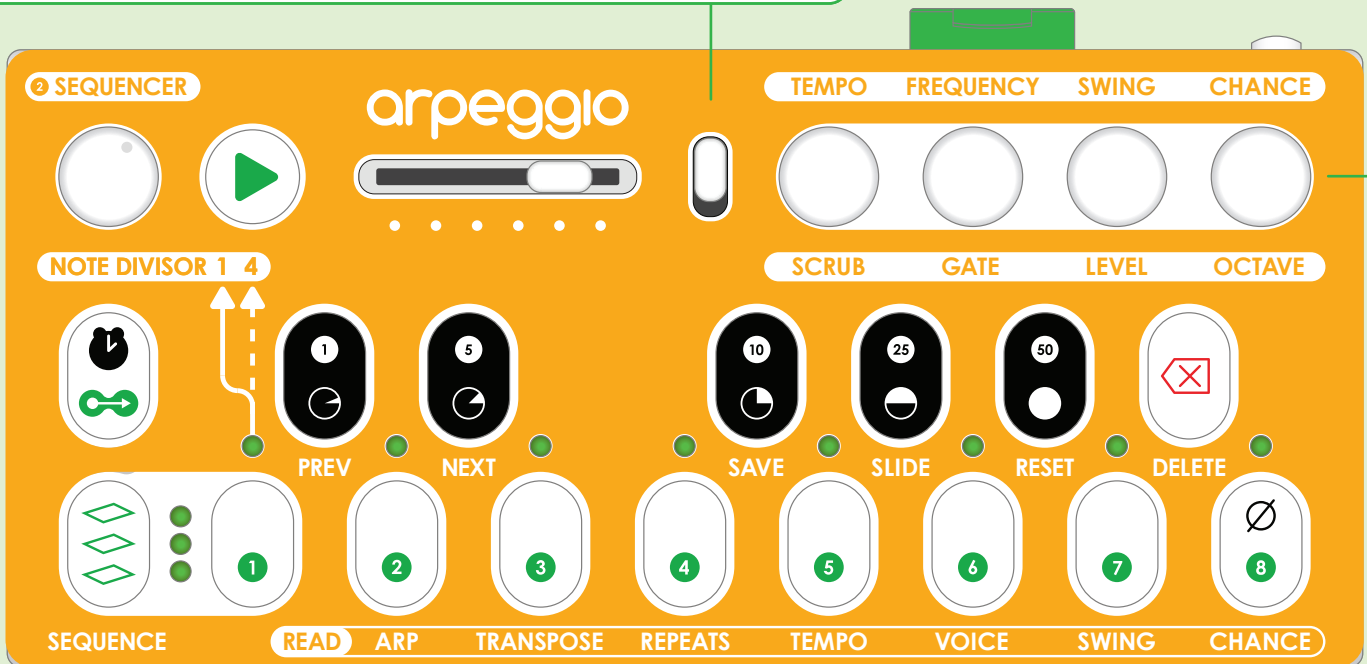 2 SEQUENCER
arpeggio
TEMPO FREQUENCY SWING CHANCE
NOTE DIVISOR 1 4
SCRUB GATE LEVEL OCTAVE
1 5 10 25 50
PREV NEXT SAVE SLIDE RESET DELETE
1 2 3 4 5 6 7 8
SEQUENCE READ ARP TRANSPOSE REPEATS TEMPO VOICE SWING CHANCE